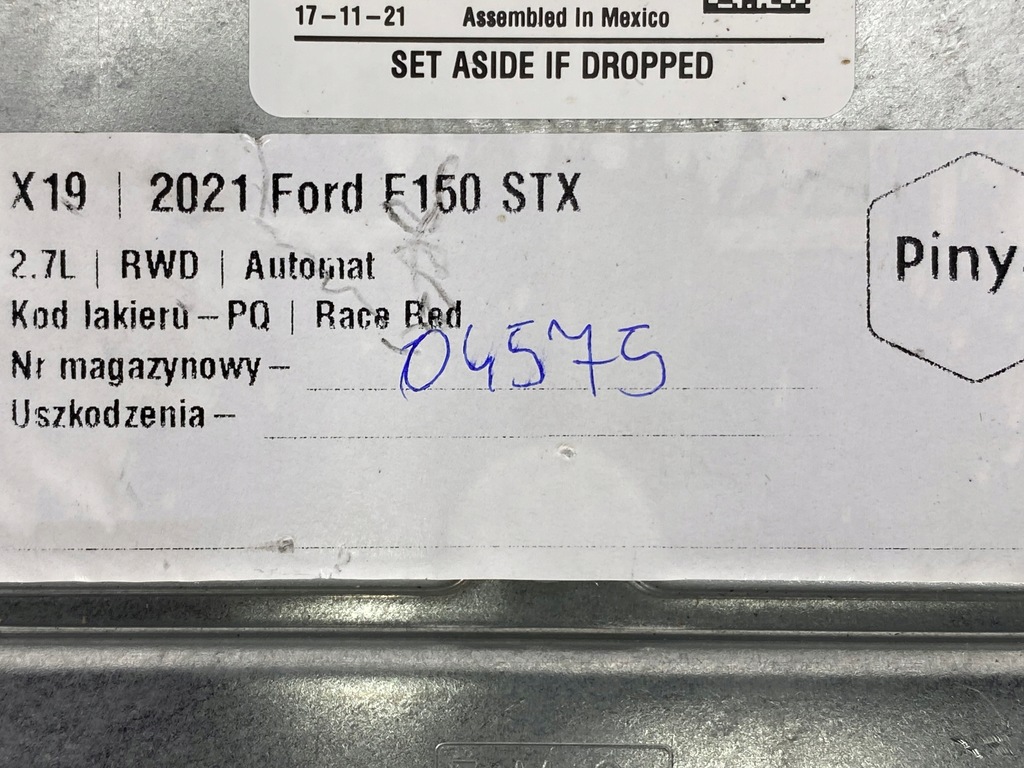 17-11-21 Assembled In Mexico
SET ASIDE IF DROPPED
X19 | 2021 Ford F150 STX
2.7L | RWD | Automat
Kod lakieru – PQ | Race Red
Nr magazynowy – 04575
Uszkodzenia –
Piny